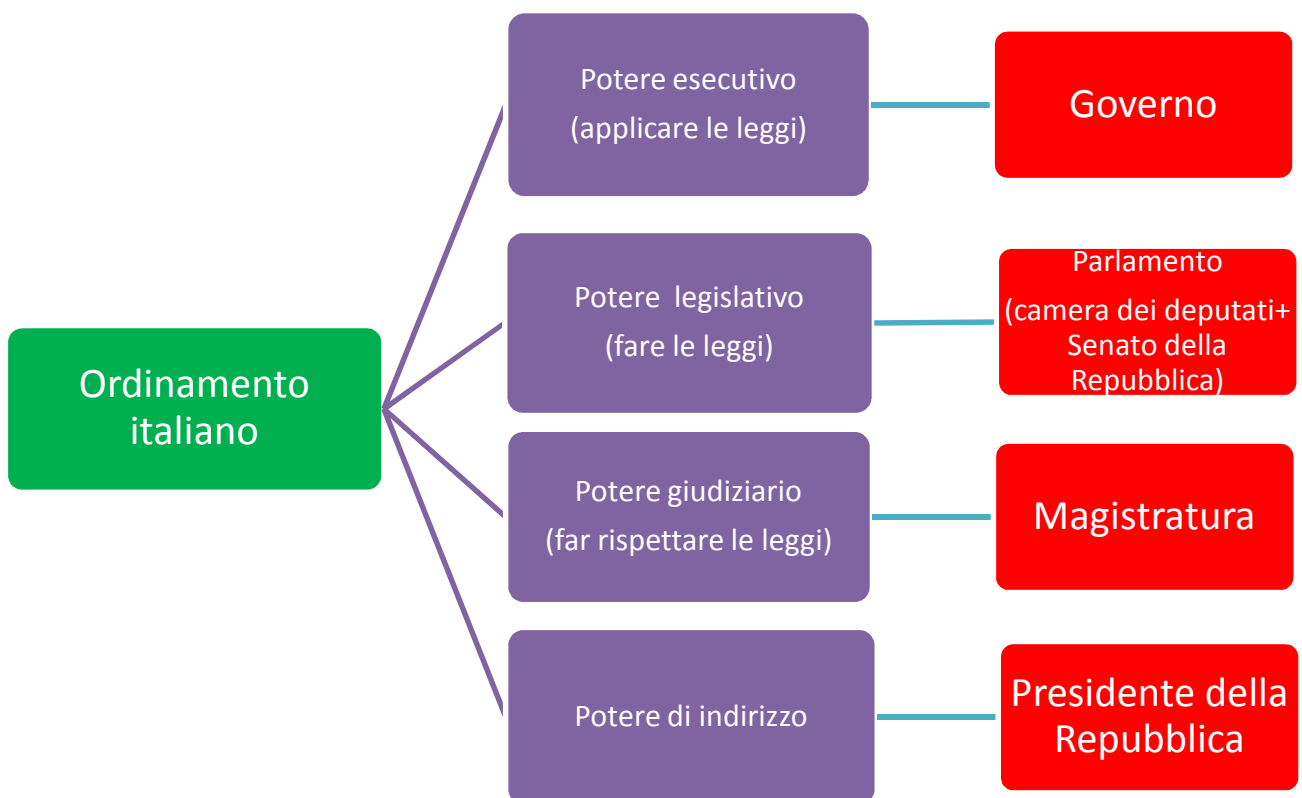 Ordinamento
italiano
Potere esecutivo
(applicare le leggi)
Governo
Potere legislativo
(fare le leggi)
Parlamento
(camera dei deputati+
Senato della
Repubblica)
Potere giudiziario
(far rispettare le leggi)
Magistratura
Potere di indirizzo
Presidente della
Repubblica